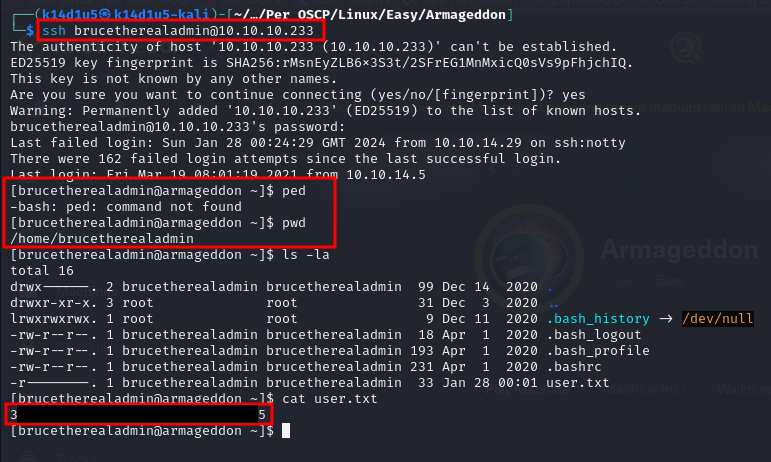 ┌──(k14d1u5㉿k14d1u5-kali)-[~/…/Per OSCP/Linux/Easy/Armageddon]
└─$ ssh brucetherealadmin@10.10.10.233
The authenticity of host '10.10.10.233 (10.10.10.233)' can't be established.
ED25519 key fingerprint is SHA256:rMsnEyZLB6×3S3t/2SFrEG1MnMxicQ0sVs9pFhjchIQ.
This key is not known by any other names.
Are you sure you want to continue connecting (yes/no/[fingerprint])? yes
Warning: Permanently added '10.10.10.233' (ED25519) to the list of known hosts.
brucetherealadmin@10.10.10.233's password:
Last failed login: Sun Jan 28 00:24:29 GMT 2024 from 10.10.14.29 on ssh:notty
There were 162 failed login attempts since the last successful login.
Last login: Fri Mar 19 08:01:19 2021 from 10.10.14.5
[brucetherealadmin@armageddon ~]$ ped
-bash: ped: command not found
[brucetherealadmin@armageddon ~]$ pwd
/home/brucetherealadmin
[brucetherealadmin@armageddon ~]$ ls -la
total 16
drwx------. 2 brucetherealadmin brucetherealadmin  99 Dec 14  2020 .
drwxr-xr-x. 3 root              root               31 Dec  3  2020 ..
lrwxrwxrwx. 1 root              root                9 Dec 11  2020 .bash_history → /dev/null
-rw-r--r--. 1 brucetherealadmin brucetherealadmin  18 Apr  1  2020 .bash_logout
-rw-r--r--. 1 brucetherealadmin brucetherealadmin 193 Apr  1  2020 .bash_profile
-rw-r--r--. 1 brucetherealadmin brucetherealadmin 231 Apr  1  2020 .bashrc
-r--------. 1 brucetherealadmin brucetherealadmin  33 Jan 28 00:01 user.txt
[brucetherealadmin@armageddon ~]$ cat user.txt
3 5
[brucetherealadmin@armageddon ~]$
Armageddon
Linux Easy
Machine Info